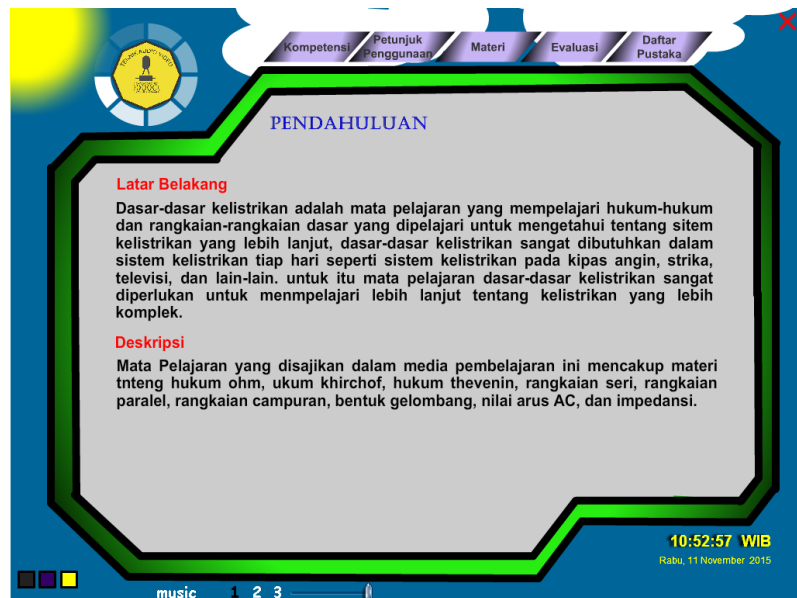 Kompetensi
Petunjuk Penggunaan
Materi
Evaluasi
Daftar Pustaka
TEKNIK AUDIO VIDEO
PENDAHULUAN
Latar Belakang
Dasar-dasar kelistrikan adalah mata pelajaran yang mempelajari hukum-hukum
dan rangkaian-rangkaian dasar yang dipelajari untuk mengetahui tentang sitem
kelistrikan yang lebih lanjut, dasar-dasar kelistrikan sangat dibutuhkan dalam
sistem kelistrikan tiap hari seperti sistem kelistrikan pada kipas angin, strika,
televisi, dan lain-lain. untuk itu mata pelajaran dasar-dasar kelistrikan sangat
diperlukan untuk menmpelajari lebih lanjut tentang kelistrikan yang lebih
komplek.
Deskripsi
Mata Pelajaran yang disajikan dalam media pembelajaran ini mencakup materi
tnteng hukum ohm, ukum khirchof, hukum thevenin, rangkaian seri, rangkaian
paralel, rangkaian campuran, bentuk gelombang, nilai arus AC, dan impedansi.
10:52:57 WIB
Rabu, 11 November 2015
music 1 2 3